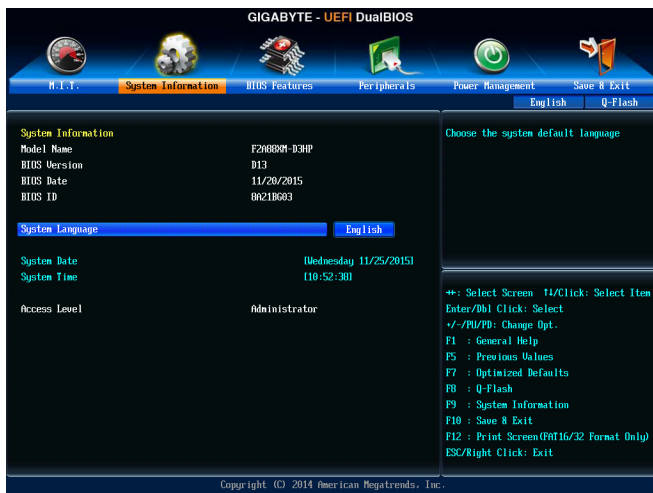 GIGABYTE - UEFI DualBIOS
M.I.T. System Information BIOS Features Peripherals Power Management Save & Exit
English Q-Flash
System Information
Model Name F2A88XM-D3HP
BIOS Version D13
BIOS Date 11/20/2015
BIOS ID 8A21BG03
System Language English
System Date [Wednesday 11/25/2015]
System Time [10:52:38]
Access Level Administrator
Choose the system default language
→←: Select Screen ↑↓/Click: Select Item
Enter/Dbl Click: Select
+/-/PU/PD: Change Opt.
F1 : General Help
F5 : Previous Values
F7 : Optimized Defaults
F8 : Q-Flash
F9 : System Information
F10 : Save & Exit
F12 : Print Screen(FAT16/32 Format Only)
ESC/Right Click: Exit
Copyright (C) 2014 American Megatrends, Inc.